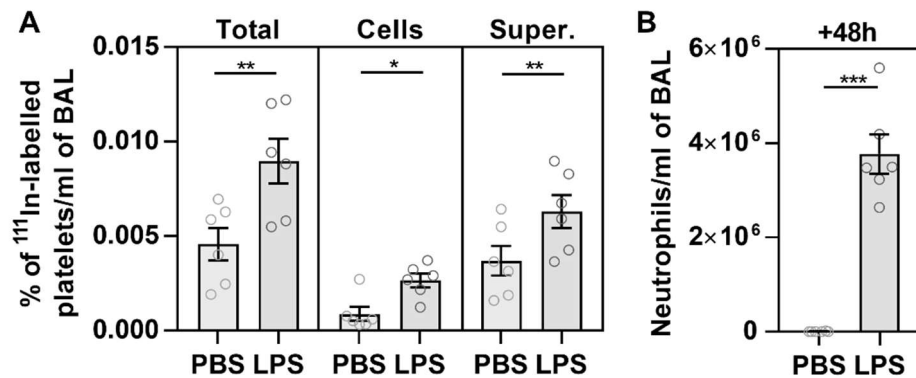 A
Total
Cells
Super.
% of ¹¹¹In-labelled
platelets/ml of BAL
0.015
0.010
0.005
0.000
**
*
**
PBS LPS
PBS LPS
PBS LPS
B
+48h
Neutrophils/ml of BAL
6×10⁶
4×10⁶
2×10⁶
0
***
PBS LPS